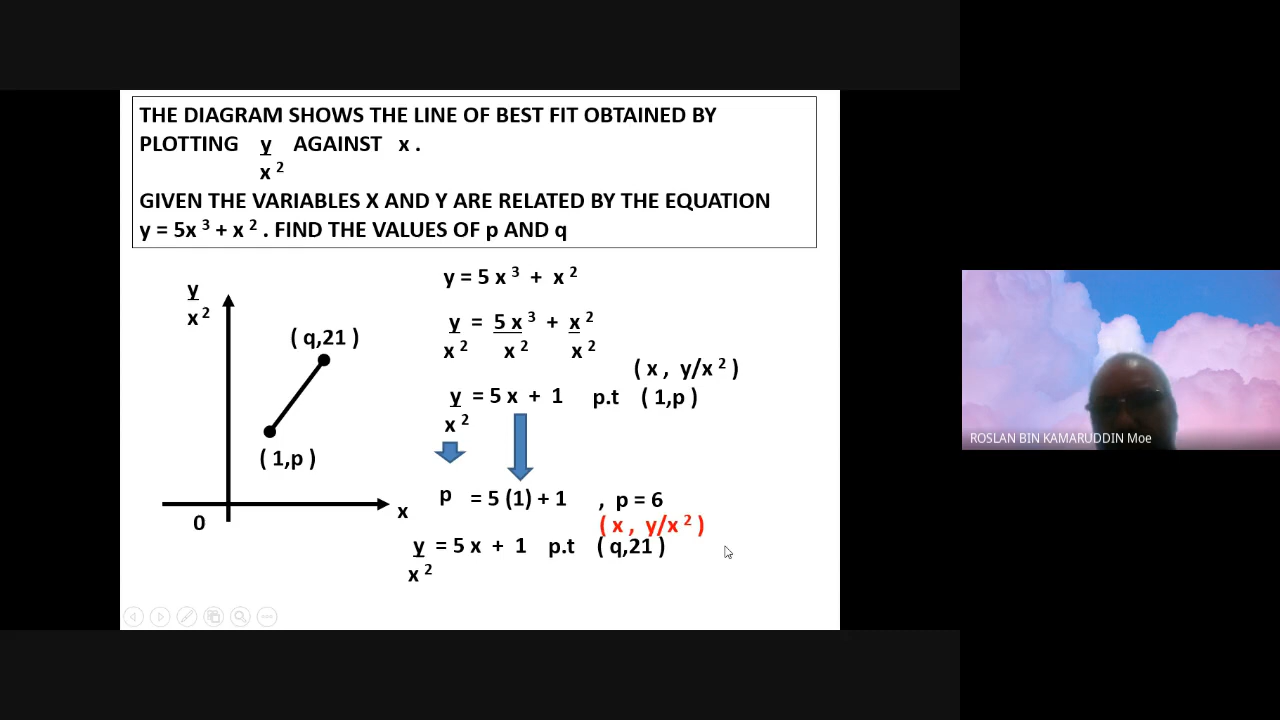 THE DIAGRAM SHOWS THE LINE OF BEST FIT OBTAINED BY
PLOTTING y AGAINST x .
x 2
GIVEN THE VARIABLES X AND Y ARE RELATED BY THE EQUATION
y = 5x 3 + x 2 . FIND THE VALUES OF p AND q
y
x 2
( q,21 )
( 1,p )
0
x
y = 5 x 3 + x 2
y = 5 x 3 + x 2
x 2 x 2 x 2
( x , y/x 2 )
y = 5 x + 1 p.t ( 1,p )
x 2
p = 5 (1) + 1 , p = 6
( x , y/x 2 )
y = 5 x + 1 p.t ( q,21 )
x 2
ROSLAN BIN KAMARUDDIN Moe